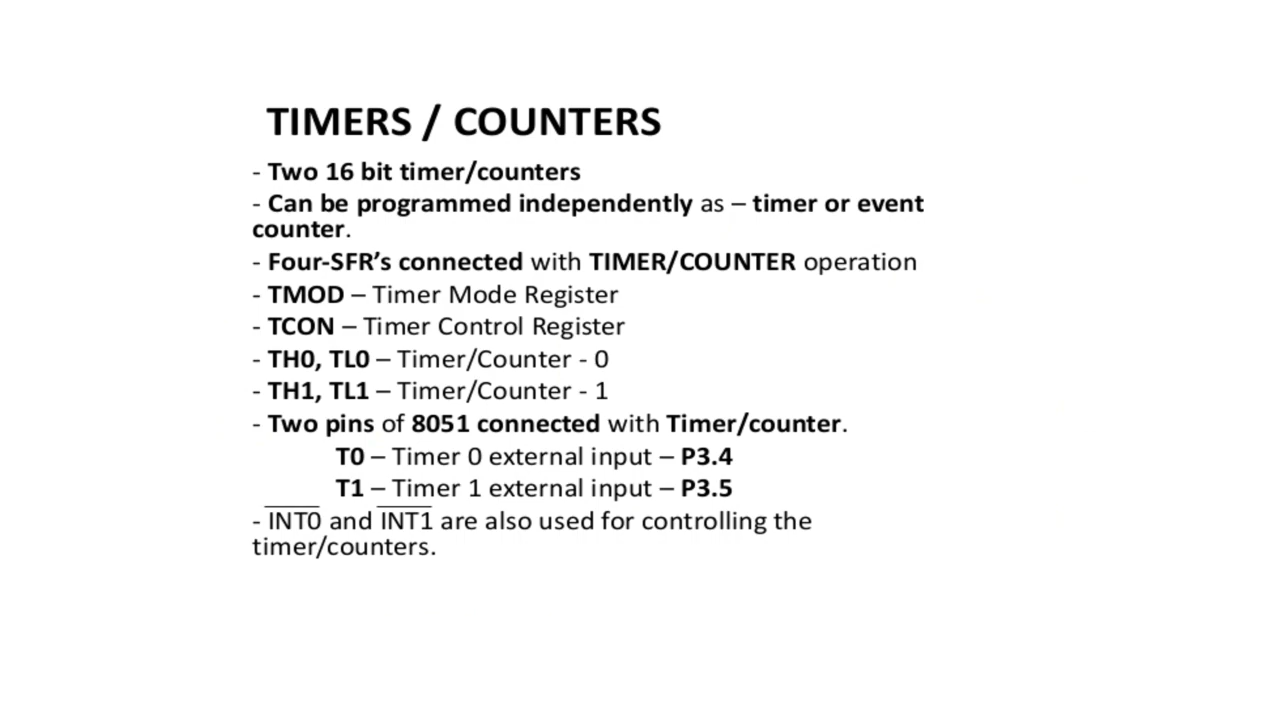 TIMERS / COUNTERS
- Two 16 bit timer/counters
- Can be programmed independently as – timer or event
counter.
- Four-SFR’s connected with TIMER/COUNTER operation
- TMOD – Timer Mode Register
- TCON – Timer Control Register
- TH0, TL0 – Timer/Counter - 0
- TH1, TL1 – Timer/Counter - 1
- Two pins of 8051 connected with Timer/counter.
T0 – Timer 0 external input – P3.4
T1 – Timer 1 external input – P3.5
- I̅N̅T̅0̅ and I̅N̅T̅1̅ are also used for controlling the
timer/counters.